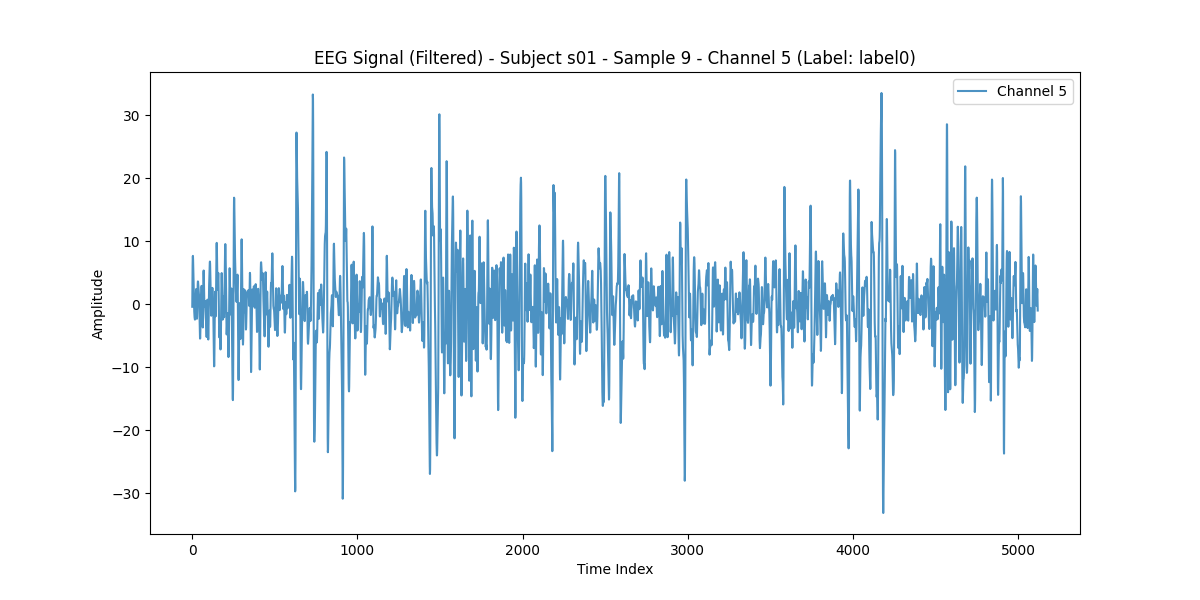 EEG Signal (Filtered) - Subject s01 - Sample 9 - Channel 5 (Label: label0)
Channel 5
30
20
10
0
−10
−20
−30
Amplitude
0 1000 2000 3000 4000 5000
Time Index